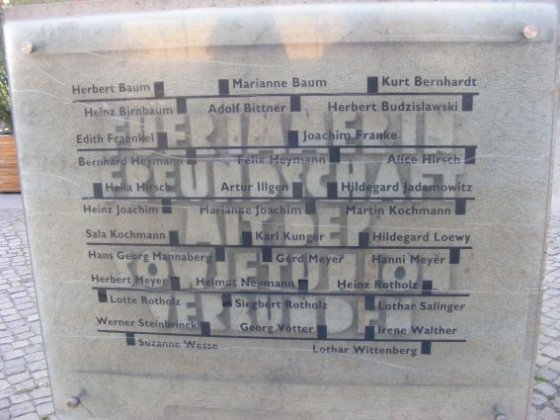 Herbert Baum Marianne Baum Kurt Bernhardt
Heinz Birnbaum Adolf Bittner Herbert Budzislawski
Edith Fraenkel Joachim Franke
Bernhard Heymann Felix Heymann Alice Hirsch
Hella Hirsch Artur Illgen Hildegard Jadamowitz
Heinz Joachim Marianne Joachim Martin Kochmann
Sala Kochmann Karl Kunger Hildegard Loewy
Hans Georg Mannaberg Gerd Meyer Hanni Meyer
Herbert Meyer Helmut Neumann Heinz Rotholz
Lotte Rotholz Siegbert Rotholz Lothar Salinger
Werner Steinbrinck Georg Vötter Irene Walther
Suzanne Wesse Lothar Wittenberg
FREUNDSCHAFT